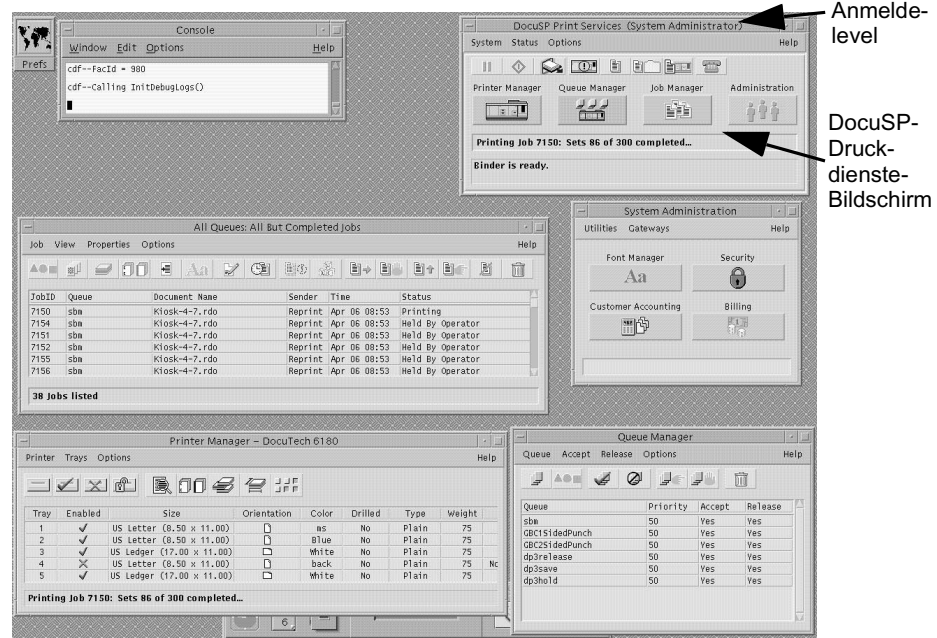 Anmelde-
level
DocuSP-
Druck-
dienste-
Bildschirm
Prefs
Console
Window Edit Options Help
cdf--FacId = 980
cdf--Calling InitDebugLogs()
DocuSP Print Services (System Administrator)
System Status Options Help
Printer Manager Queue Manager Job Manager Administration
Printing Job 7150: Sets 86 of 300 completed...
Binder is ready.
All Queues: All But Completed Jobs
Job View Properties Options Help
Aa
JobID Queue Document Name Sender Time Status
7150 sbm Kiosk-4-7.rdo Reprint Apr 06 08:53 Printing
7154 sbm Kiosk-4-7.rdo Reprint Apr 06 08:53 Held By Operator
7151 sbm Kiosk-4-7.rdo Reprint Apr 06 08:53 Held By Operator
7152 sbm Kiosk-4-7.rdo Reprint Apr 06 08:53 Held By Operator
7155 sbm Kiosk-4-7.rdo Reprint Apr 06 08:53 Held By Operator
7156 sbm Kiosk-4-7.rdo Reprint Apr 06 08:53 Held By Operator
38 Jobs listed
System Administration
Utilities Gateways Help
Font Manager Security
Aa
Customer Accounting Billing
Printer Manager - DocuTech 6180
Printer Trays Options Help
Tray Enabled Size Orientation Color Drilled Type Weight
1 US Letter (8.50 x 11.00) ms No Plain 75
2 US Letter (8.50 x 11.00) Blue No Plain 75
3 US Ledger (17.00 x 11.00) White No Plain 75
4 US Letter (8.50 x 11.00) back No Plain 75 Nc
5 US Ledger (17.00 x 11.00) White No Plain 75
Printing Job 7150: Sets 86 of 300 completed...
Queue Manager
Queue Accept Release Options Help
Queue Priority Accept Release
sbm 50 Yes Yes
GBC1SidedPunch 50 Yes Yes
GBC2SidedPunch 50 Yes Yes
dp3release 50 Yes Yes
dp3save 50 Yes Yes
dp3hold 50 Yes Yes
6